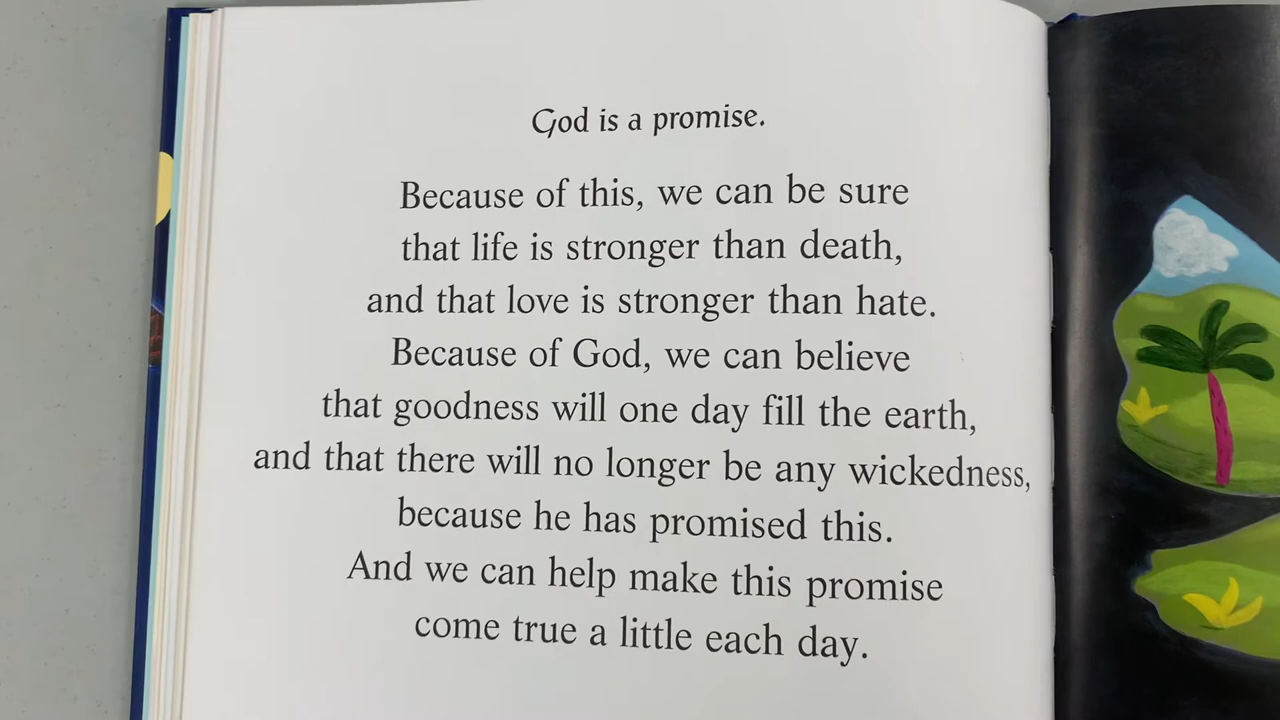 God is a promise.
Because of this, we can be sure
that life is stronger than death,
and that love is stronger than hate.
Because of God, we can believe
that goodness will one day fill the earth,
and that there will no longer be any wickedness,
because he has promised this.
And we can help make this promise
come true a little each day.